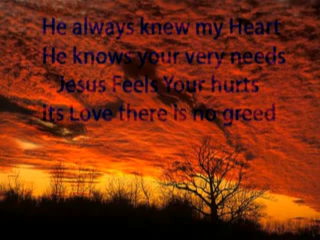 He always knew my Heart
He knows your very needs
Jesus Feels Your hurts
its Love there is no greed